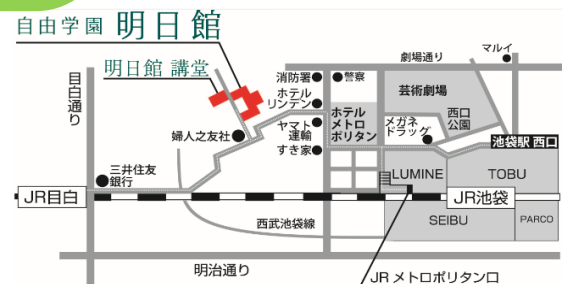 自由学園 明日館
明日館 講堂
目白通り
消防署
警察
劇場通り
マルイ
ホテル
リンデン
芸術劇場
ホテル
メトロ
ポリタン
西口
公園
ヤマト
運輸
メガネ
ドラッグ
婦人之友社
すき家
池袋駅 西口
三井住友
銀行
LUMINE
TOBU
JR目白
JR池袋
西武池袋線
SEIBU
PARCO
明治通り
JR メトロポリタン口